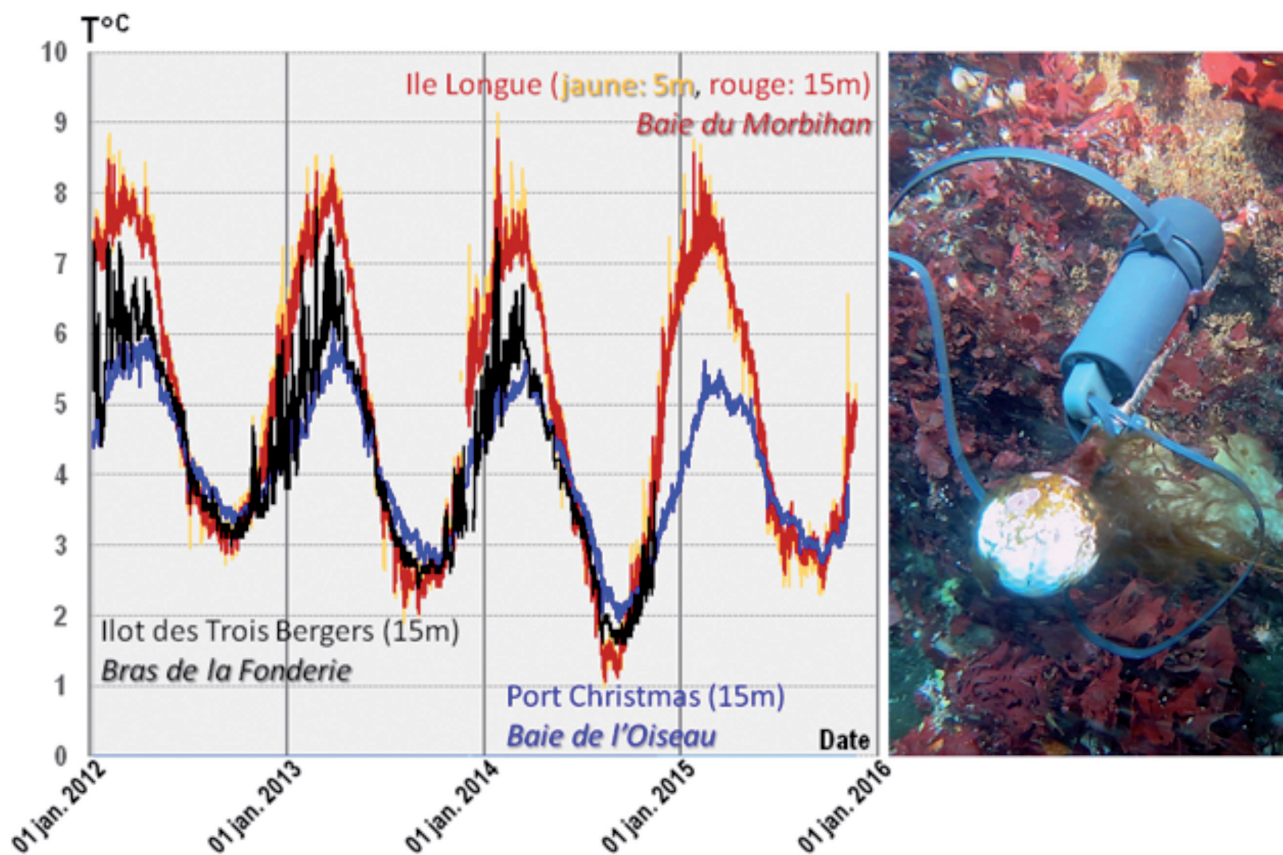 T°C
10
9
8
7
6
5
4
3
2
1
0
Ile Longue (jaune: 5m, rouge: 15m)
Baie du Morbihan
Ilot des Trois Bergers (15m)
Bras de la Fonderie
Port Christmas (15m)
Baie de l'Oiseau
Date
01 jan. 2012
01 jan. 2013
01 jan. 2014
01 jan. 2015
01 jan. 2016